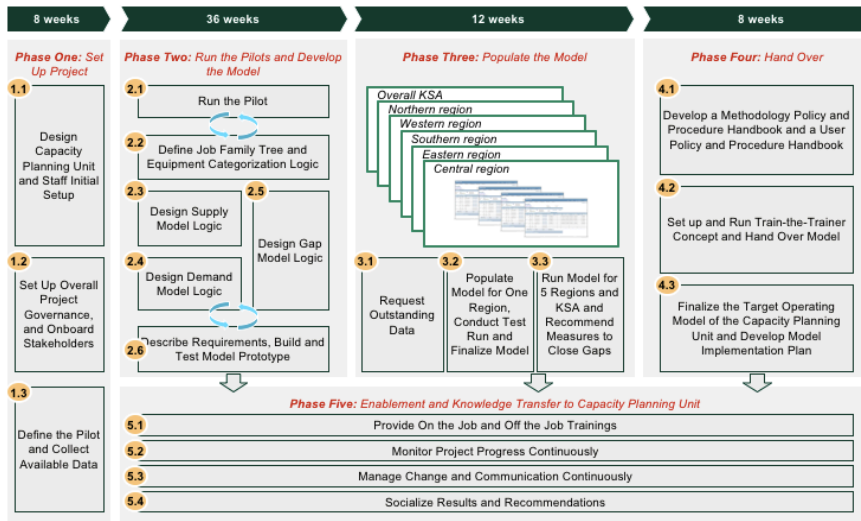 8 weeks
36 weeks
12 weeks
8 weeks
Phase One: Set
Up Project
1.1
Design
Capacity
Planning Unit
and Staff Initial
Setup
1.2
Set Up Overall
Project
Governance,
and Onboard
Stakeholders
1.3
Define the Pilot
and Collect
Available Data
Phase Two: Run the Pilots and Develop
the Model
2.1
Run the Pilot
2.2
Define Job Family Tree and
Equipment Categorization Logic
2.3
Design Supply
Model Logic
2.4
Design Demand
Model Logic
2.5
Design Gap
Model Logic
2.6
Describe Requirements, Build and
Test Model Prototype
Phase Three: Populate the Model
Overall KSA
Northern region
Western region
Southern region
Eastern region
Central region
3.1
Request
Outstanding
Data
3.2
Populate
Model for One
Region,
Conduct Test
Run and
Finalize Model
3.3
Run Model for
5 Regions and
KSA and
Recommend
Measures to
Close Gaps
Phase Four: Hand Over
4.1
Develop a Methodology Policy and
Procedure Handbook and a User
Policy and Procedure Handbook
4.2
Set up and Run Train-the-Trainer
Concept and Hand Over Model
4.3
Finalize the Target Operating
Model of the Capacity Planning
Unit and Develop Model
Implementation Plan
Phase Five: Enablement and Knowledge Transfer to Capacity Planning Unit
5.1
Provide On the Job and Off the Job Trainings
5.2
Monitor Project Progress Continuously
5.3
Manage Change and Communication Continuously
5.4
Socialize Results and Recommendations